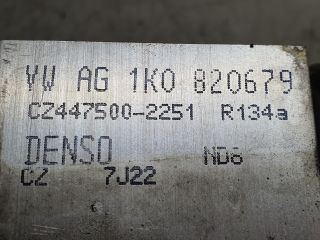 VW AG 1K0 820679
CZ447500-2251 R134a
DENSO ND8
CZ 7J22